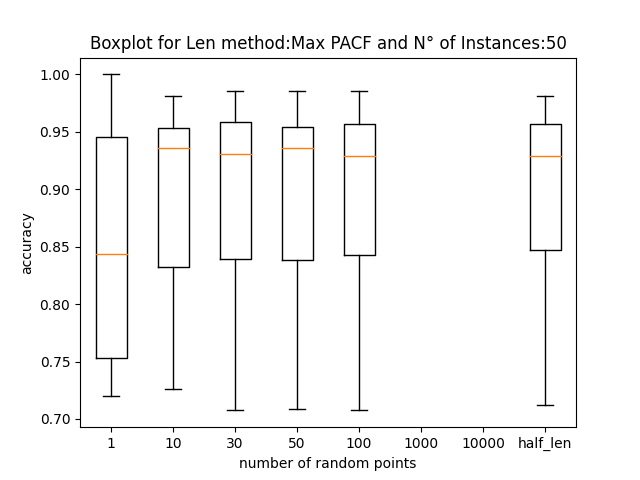 Boxplot for Len method:Max PACF and N° of Instances:50
1.00
0.95
0.90
0.85
0.80
0.75
0.70
accuracy
1 10 30 50 100 1000 10000 half_len
number of random points